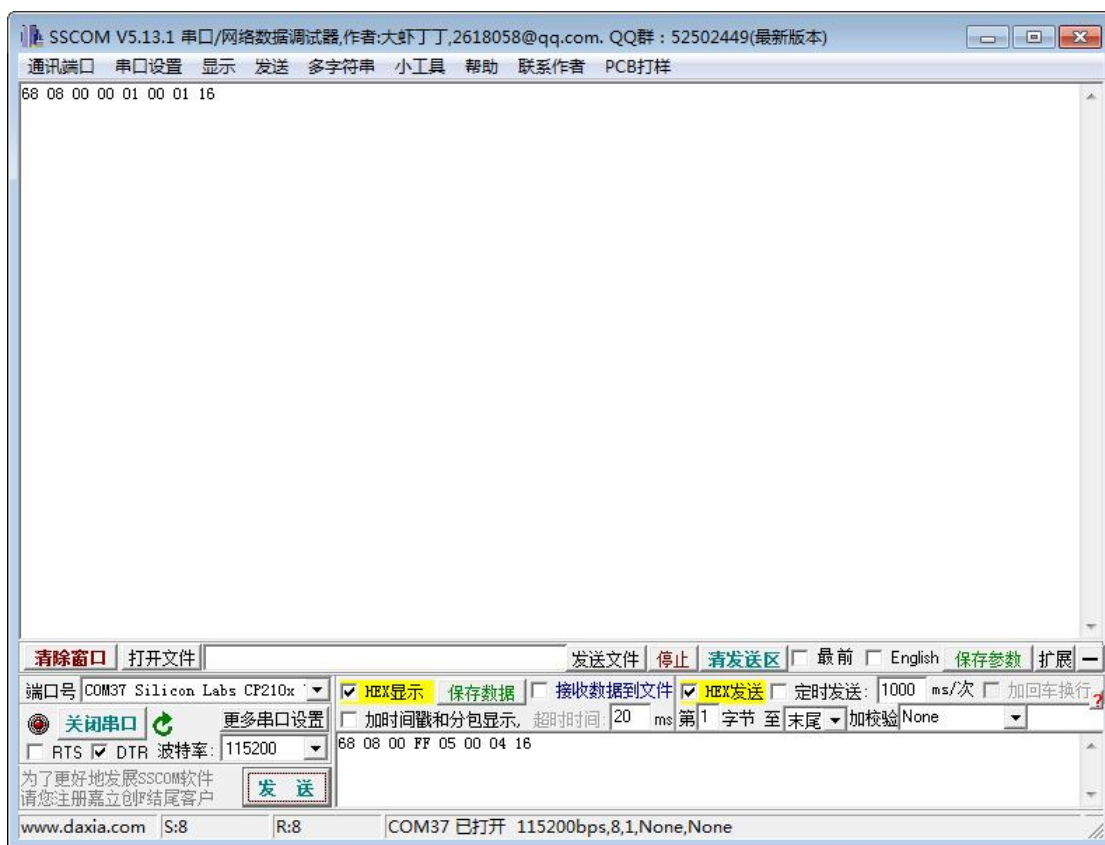 SSCOM V5.13.1 串口/网络数据调试器,作者:大虾丁丁,2618058@qq.com. QQ群：52502449(最新版本)
通讯端口 串口设置 显示 发送 多字符串 小工具 帮助 联系作者 PCB打样
68 08 00 00 01 00 01 16
清除窗口 打开文件 发送文件 停止 清发送区 最前 English 保存参数 扩展 —
端口号 COM37 Silicon Labs CP210x HEX显示 保存数据 接收数据到文件 HEX发送 定时发送: 1000 ms/次 加回车换行 ?
关闭串口 更多串口设置 加时间戳和分包显示, 超时时间: 20 ms 第1 字节 至 末尾 加校验 None
RTS DTR 波特率: 115200 68 08 00 FF 05 00 04 16
为了更好地发展SSCOM软件
请您注册嘉立创F结尾客户 发 送
www.daxia.com S:8 R:8 COM37 已打开 115200bps,8,1,None,None